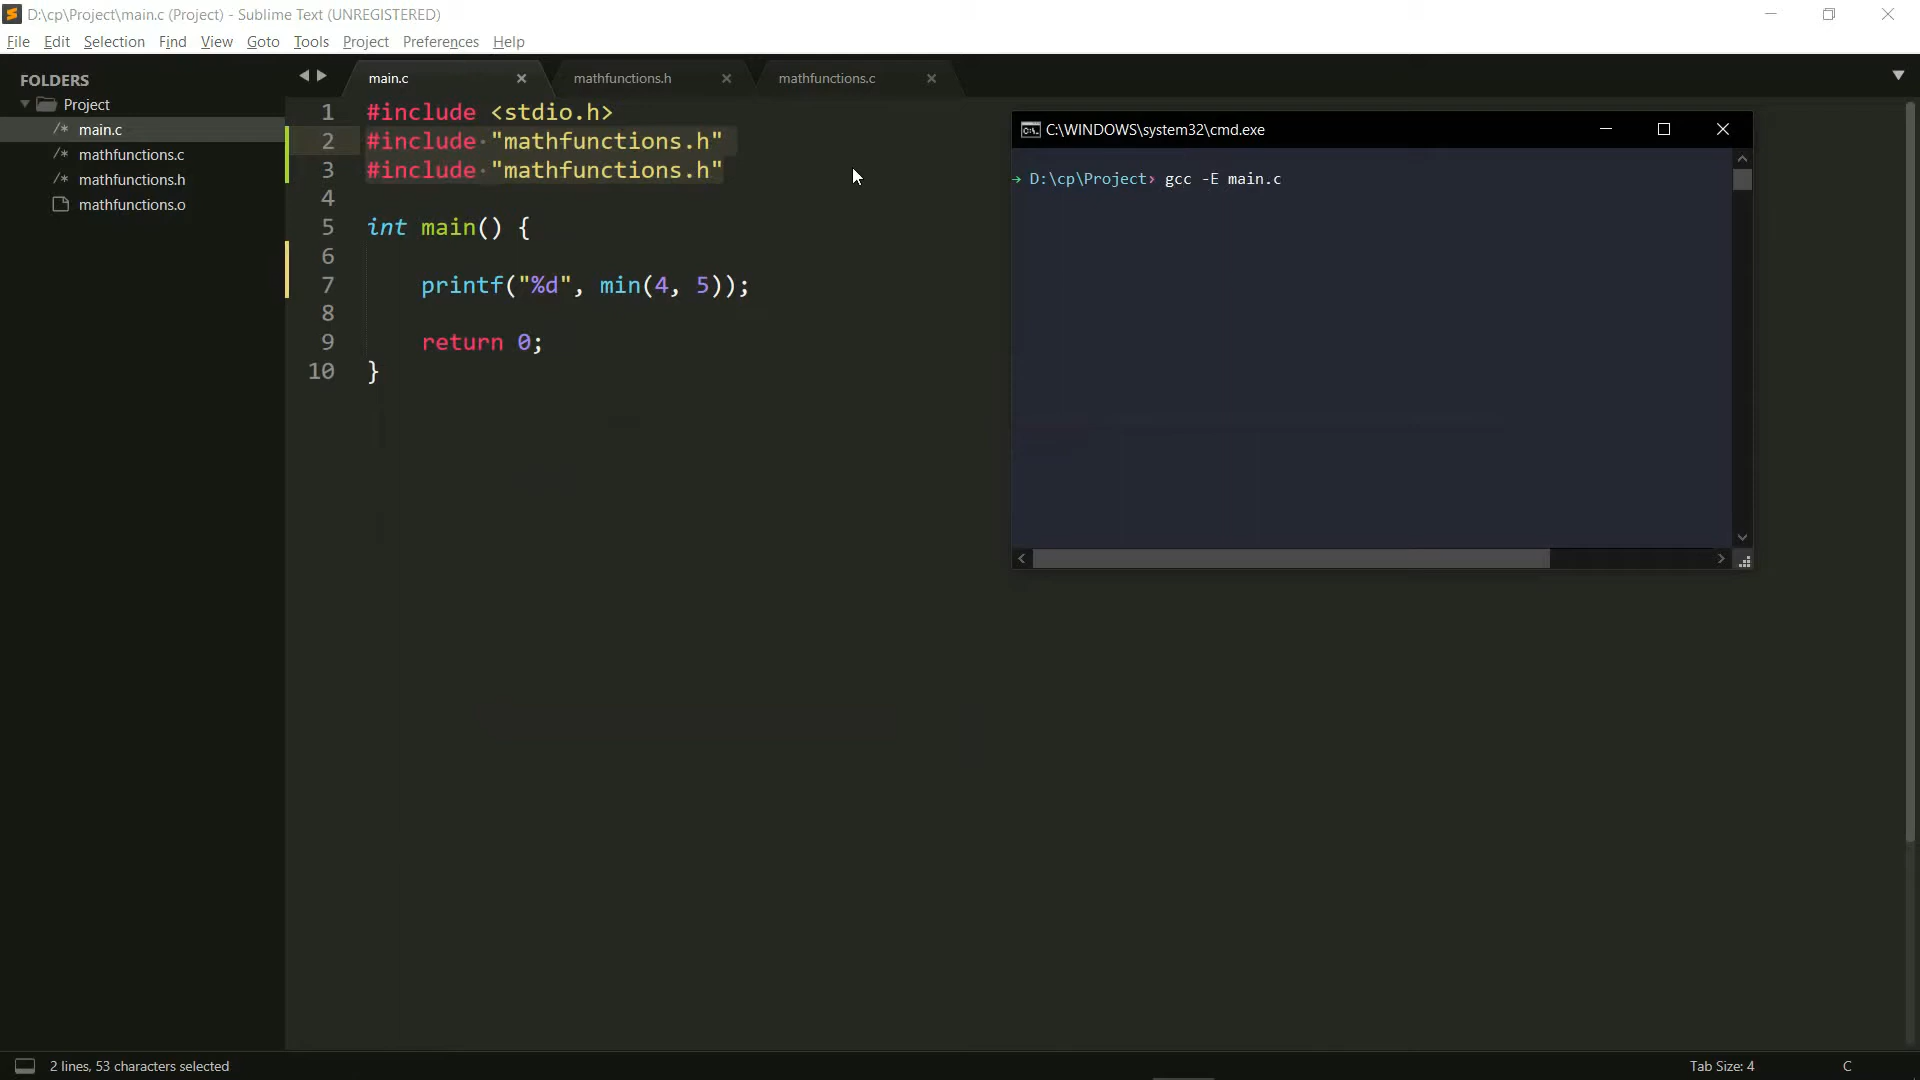 D:\cp\Project\main.c (Project) - Sublime Text (UNREGISTERED)
File Edit Selection Find View Goto Tools Project Preferences Help
FOLDERS
Project
main.c
mathfunctions.c
mathfunctions.h
mathfunctions.o
main.c mathfunctions.h mathfunctions.c
1 #include <stdio.h>
2 #include "mathfunctions.h"
3 #include "mathfunctions.h"
4
5 int main() {
6
7 printf("%d", min(4, 5));
8
9 return 0;
10 }
C:\WINDOWS\system32\cmd.exe
→ D:\cp\Project› gcc -E main.c
2 lines, 53 characters selected
Tab Size: 4
C